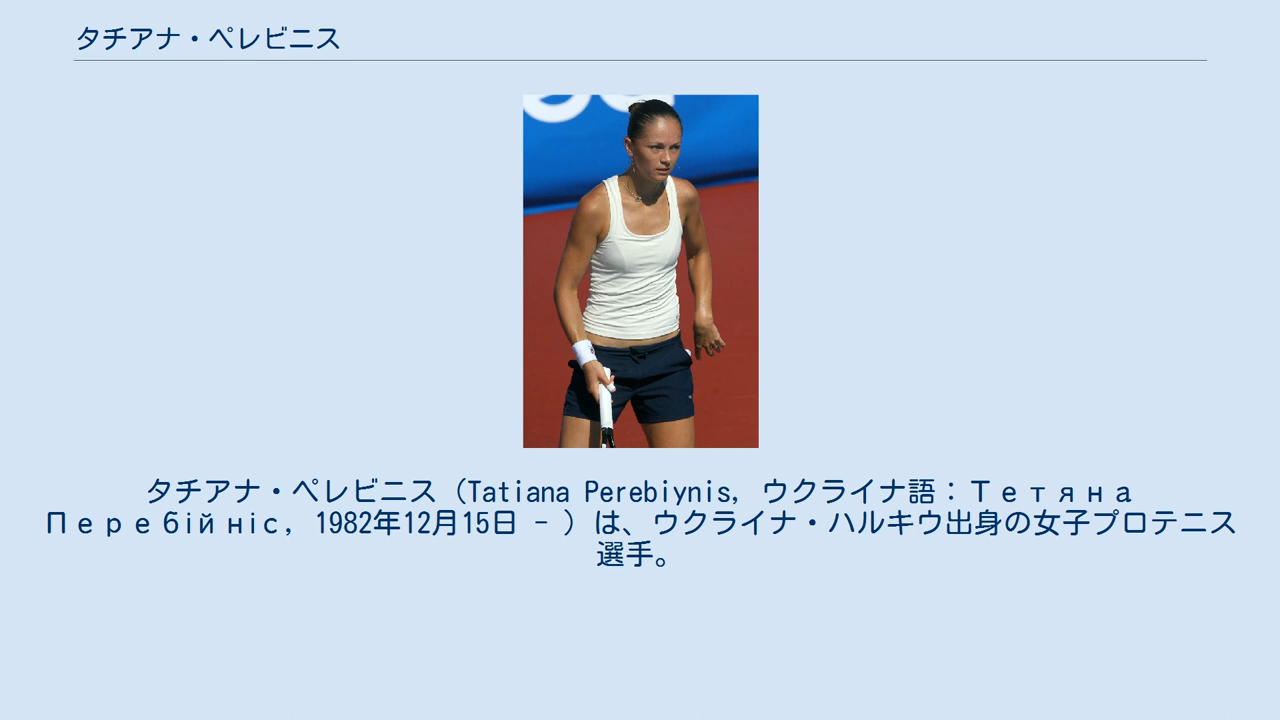 タチアナ・ペレビニス
タチアナ・ペレビニス（Tatiana Perebiynis, ウクライナ語：Тетяна
Перебійніс, 1982年12月15日 - ）は、ウクライナ・ハルキウ出身の女子プロテニス
選手。